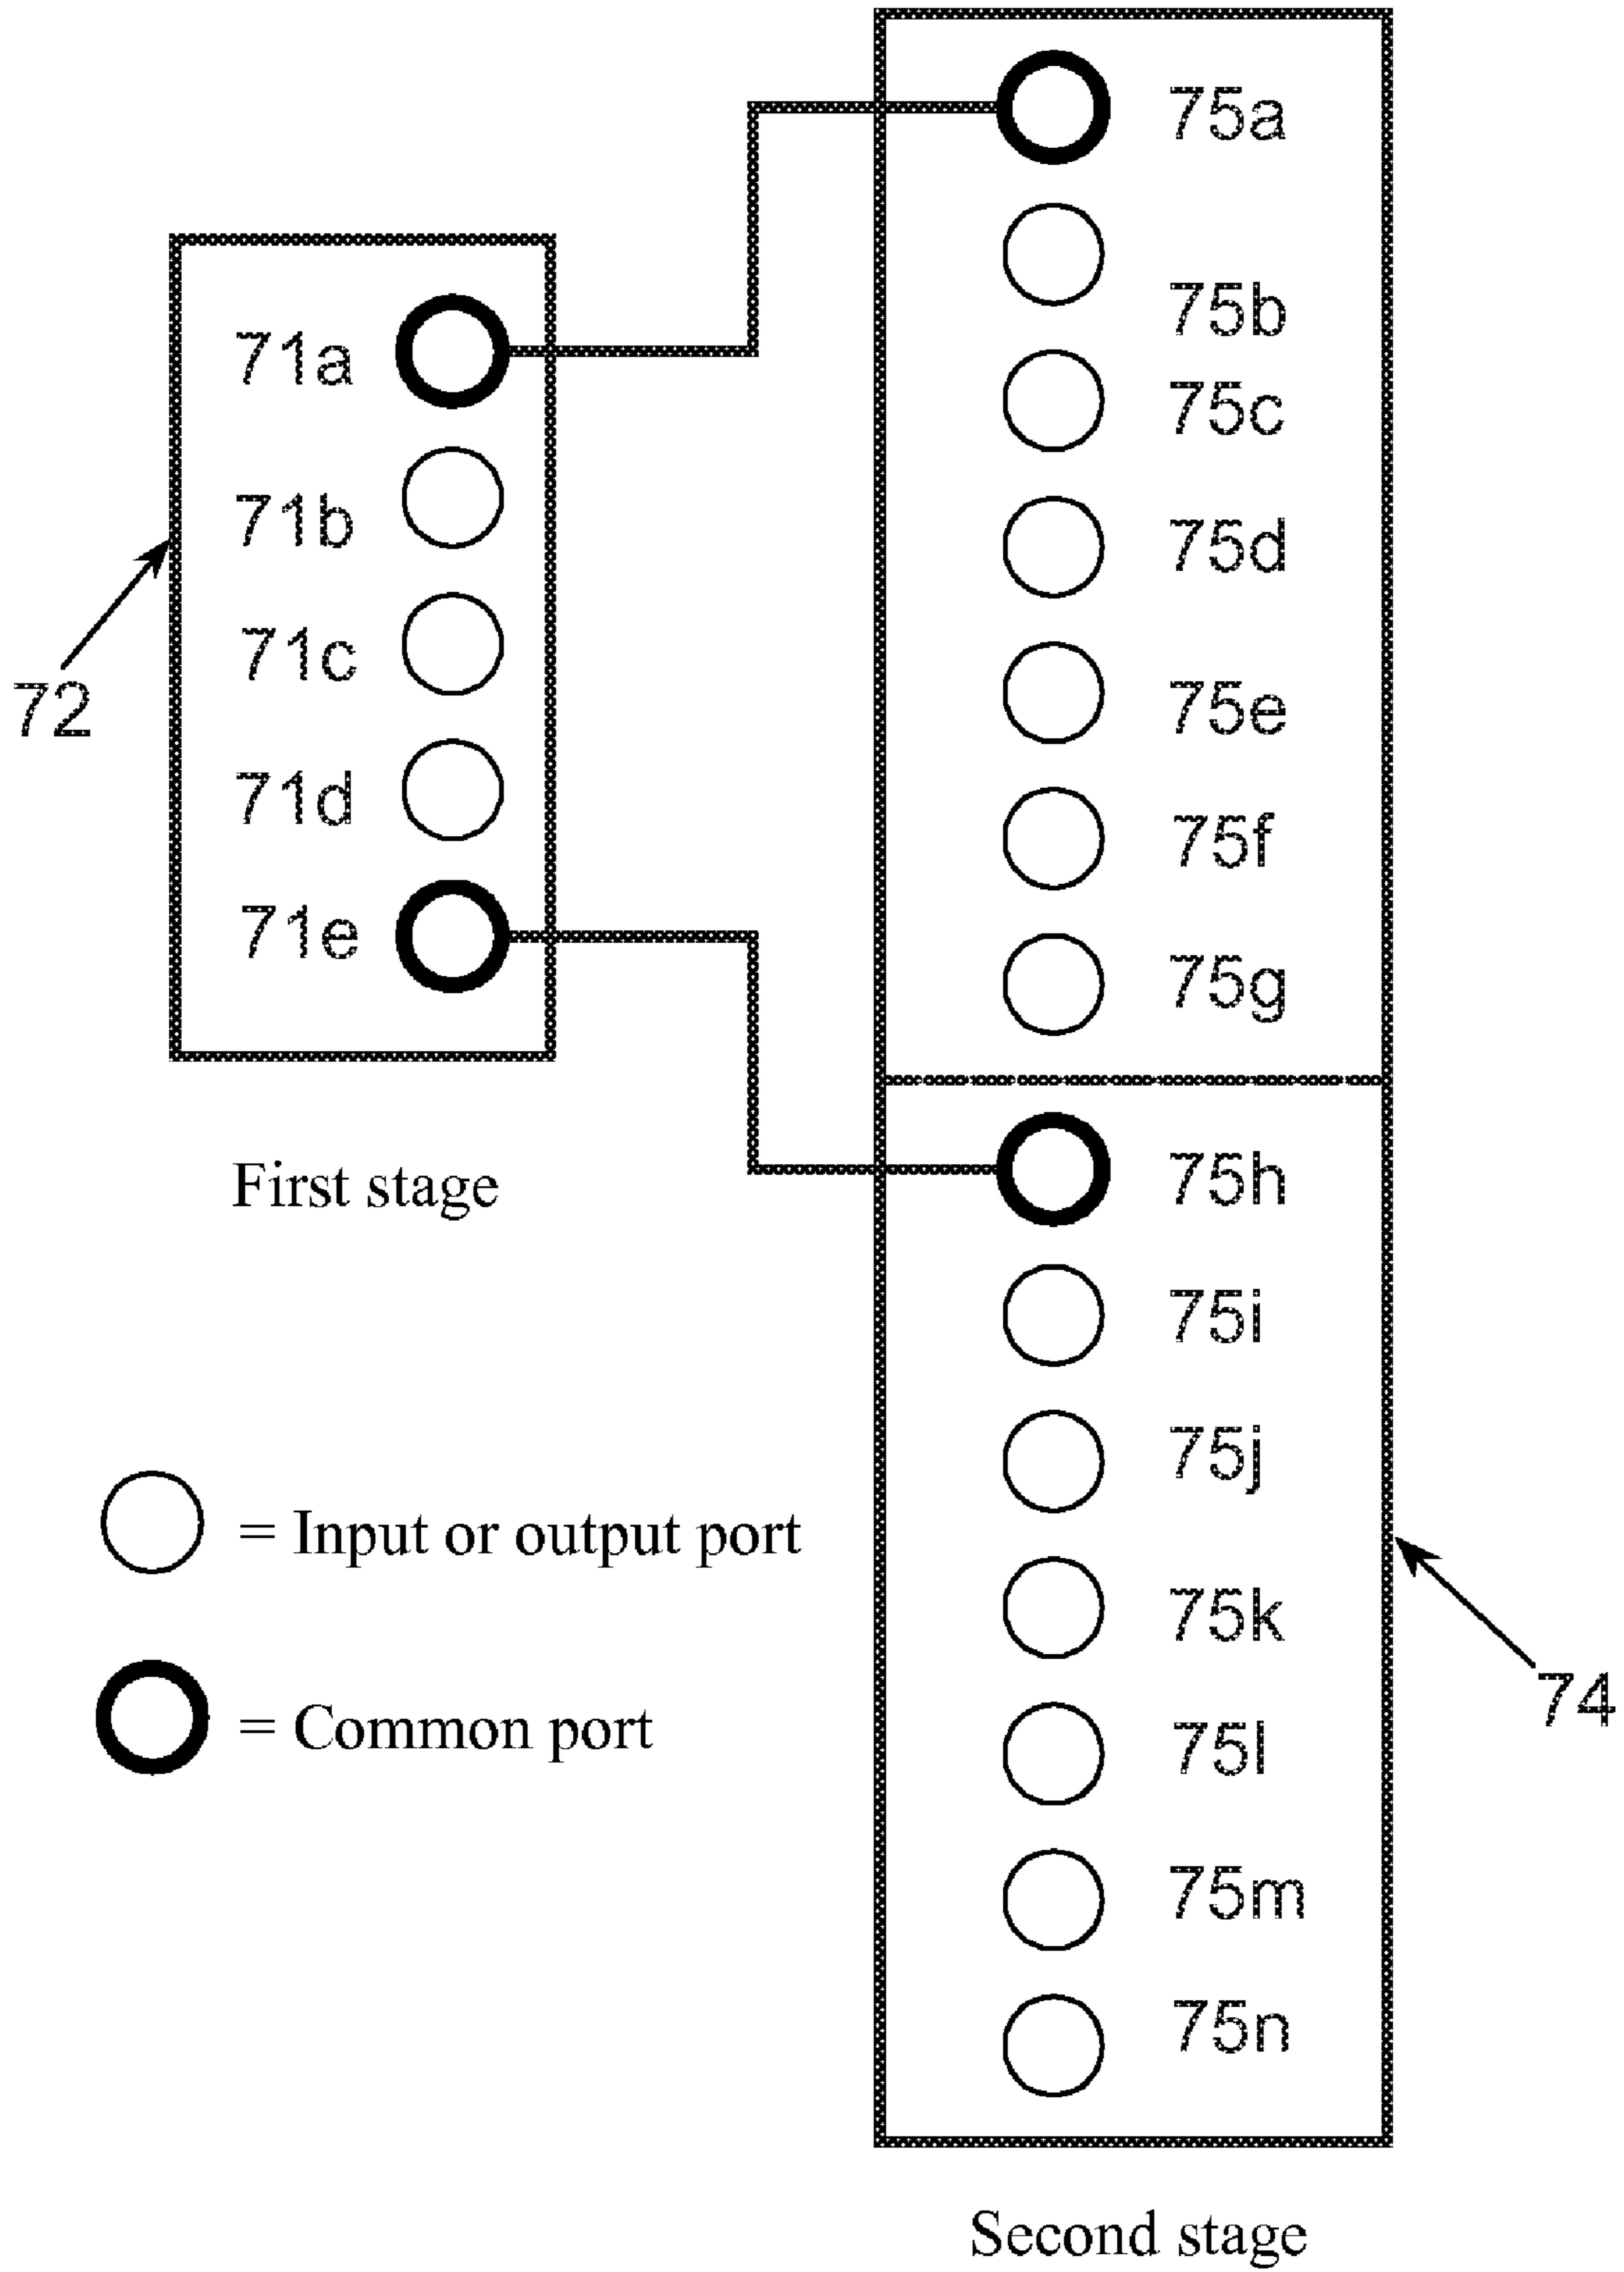 71a
71b
71c
71d
71e
72
First stage
= Input or output port
= Common port
75a
75b
75c
75d
75e
75f
75g
75h
75i
75j
75k
75l
75m
75n
74
Second stage